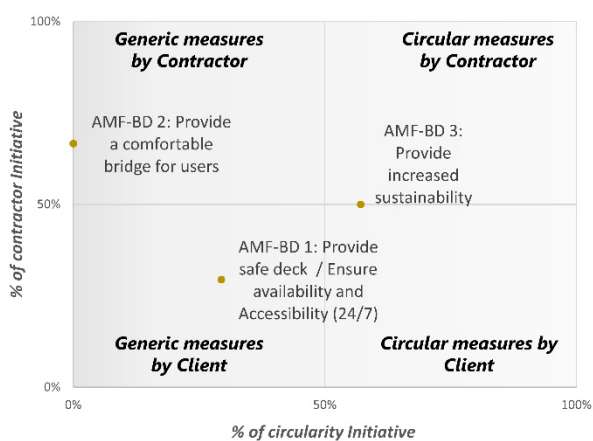 100%
Generic measures
by Contractor
Circular measures
by Contractor
AMF-BD 2: Provide
a comfortable
bridge for users
AMF-BD 3:
Provide
increased
sustainability
% of contractor Initiative
50%
AMF-BD 1: Provide
safe deck / Ensure
availability and
Accessibility (24/7)
Generic measures
by Client
Circular measures by
Client
0%
0%
50%
100%
% of circularity Initiative